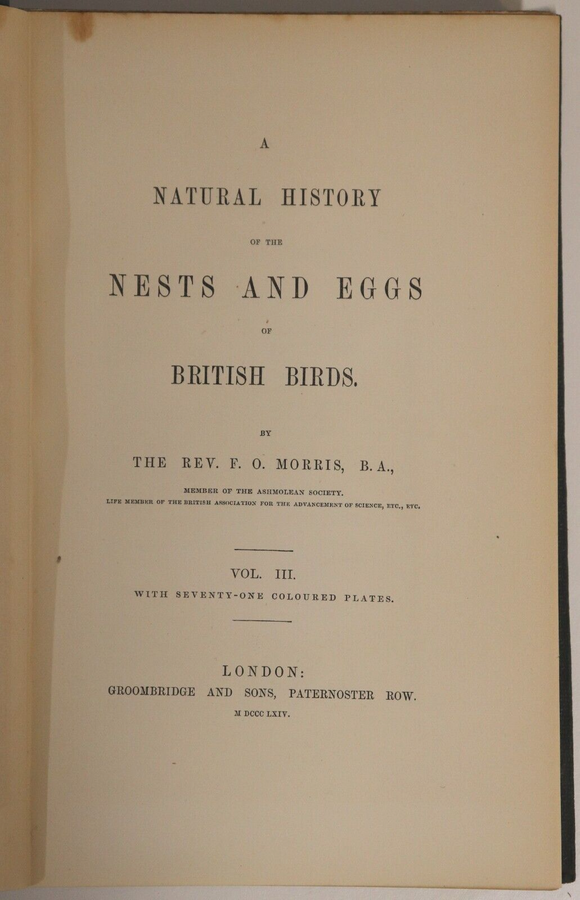 A
NATURAL HISTORY
OF THE
NESTS AND EGGS
OF
BRITISH BIRDS.
BY
THE REV. F. O. MORRIS, B.A.,
MEMBER OF THE ASHMOLEAN SOCIETY.
LIFE MEMBER OF THE BRITISH ASSOCIATION FOR THE ADVANCEMENT OF SCIENCE, ETC., ETC.
VOL. III.
WITH SEVENTY-ONE COLOURED PLATES.
LONDON:
GROOMBRIDGE AND SONS, PATERNOSTER ROW.
M DCCC LXIV.